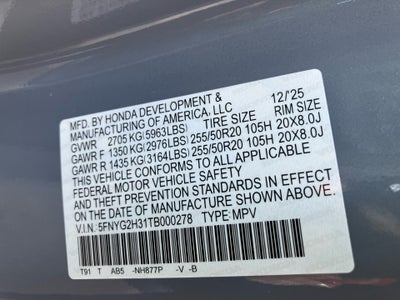 MFD. BY HONDA DEVELOPMENT & 12/25
MANUFACTURING OF AMERICA, LLC
GVWR 2705 KG(5963LBS) TIRE SIZE RIM SIZE
GAWR F 1350 KG(2976LBS) 255/50R20 105H 20X8.0J
GAWR R 1435 KG(3164LBS) 255/50R20 105H 20X8.0J
THIS VEHICLE CONFORMS TO ALL APPLICABLE
FEDERAL MOTOR VEHICLE SAFETY AND
THEFT PREVENTION STANDARDS IN EFFECT ON
THE DATE OF MANUFACTURE SHOWN ABOVE.
V.I.N: 5FNYG2H31TB000278 TYPE: MPV
T91 T AB5 -NH877P -V -B